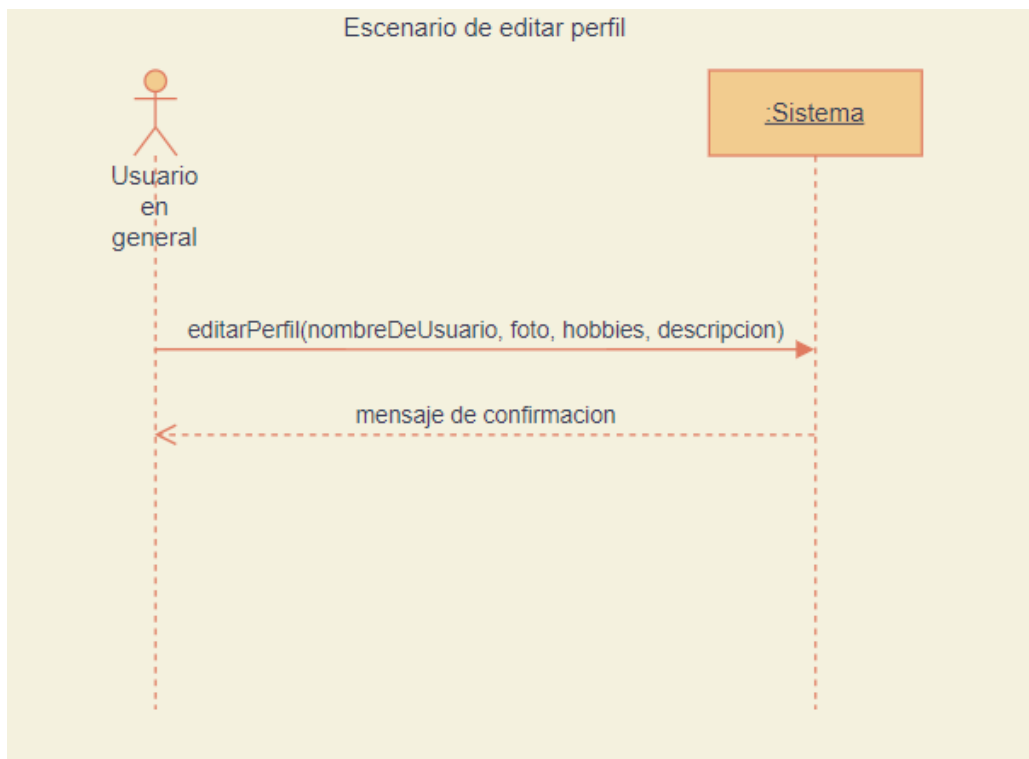 Escenario de editar perfil
:Sistema
Usuario
en
general
editarPerfil(nombreDeUsuario, foto, hobbies, descripcion)
mensaje de confirmacion